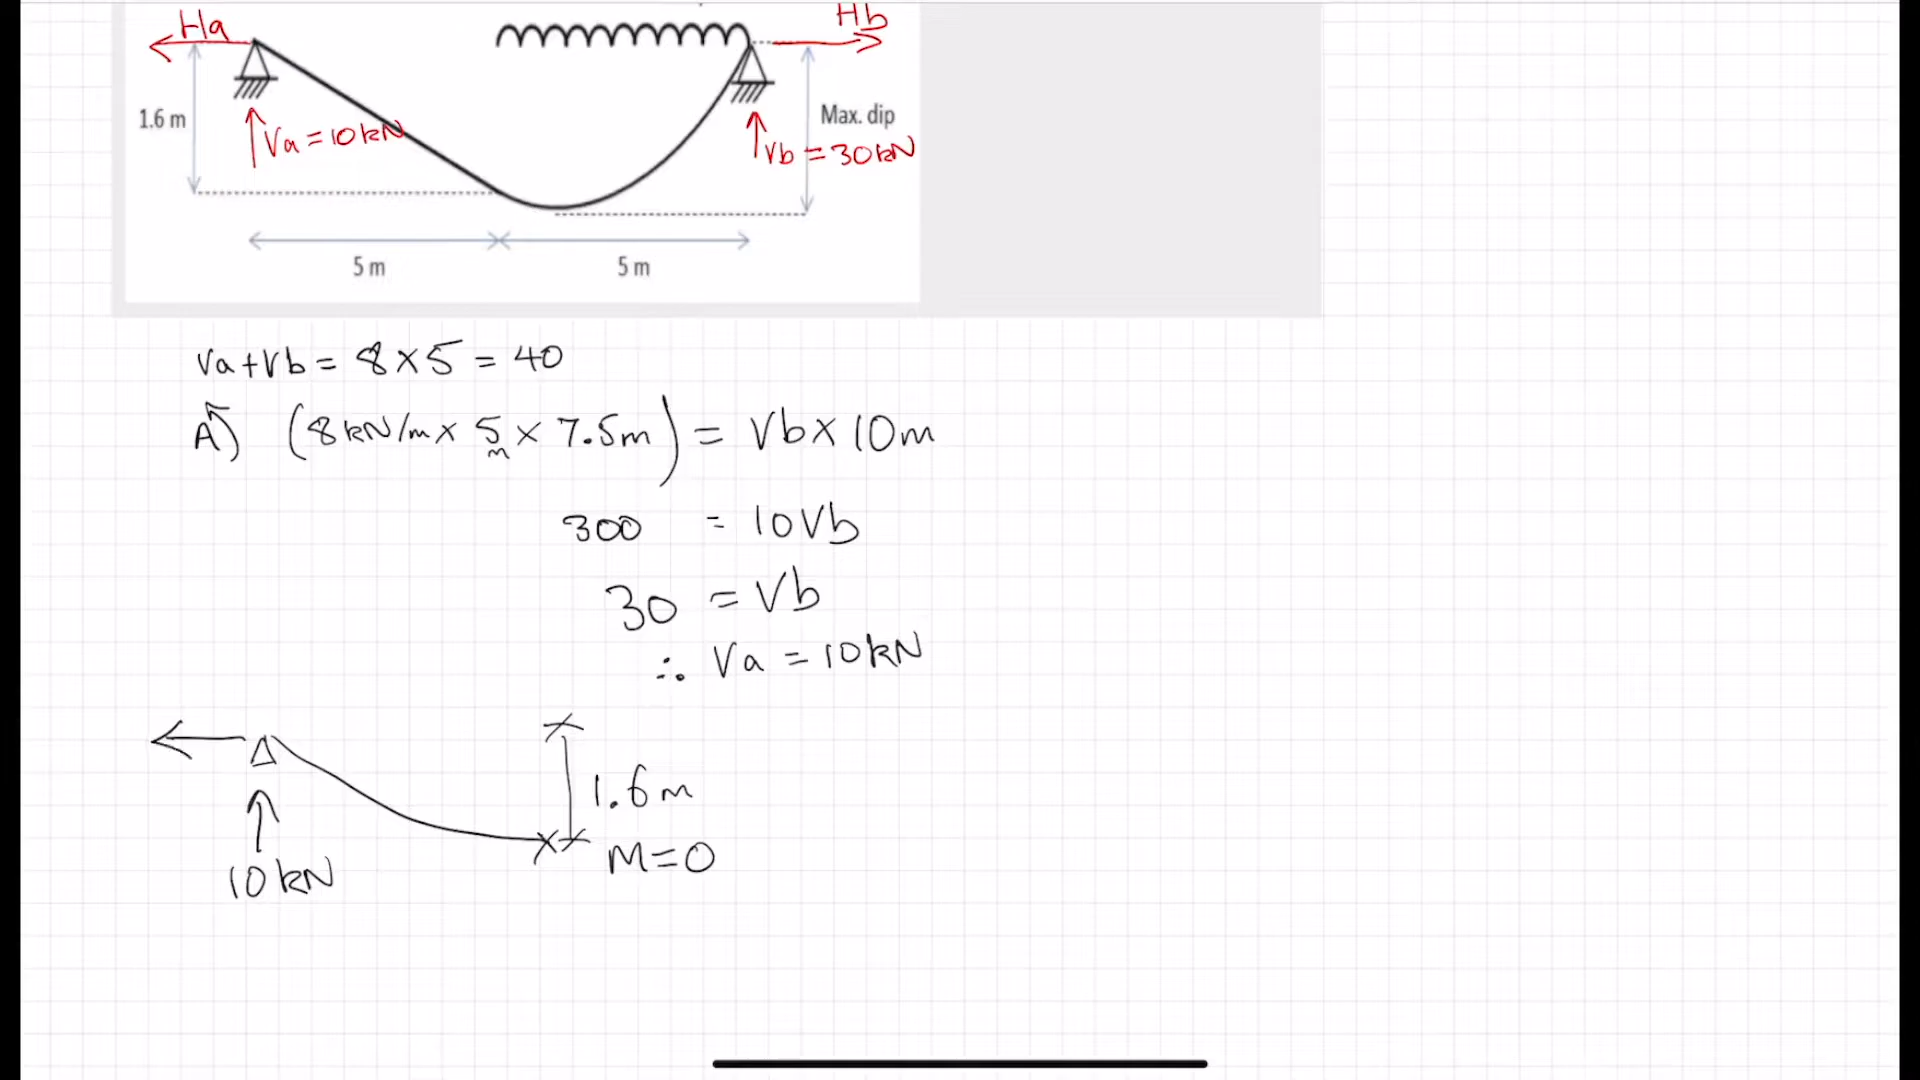 Ha
Hb
1.6 m
Va = 10kN
Max. dip
Vb = 30kN
5 m
5 m
Va+Vb = 8×5 = 40
A) (8kN/m × 5m × 7.5m) = Vb × 10m
300 = 10Vb
30 = Vb
∴ Va = 10kN
1.6m
M=0
10kN